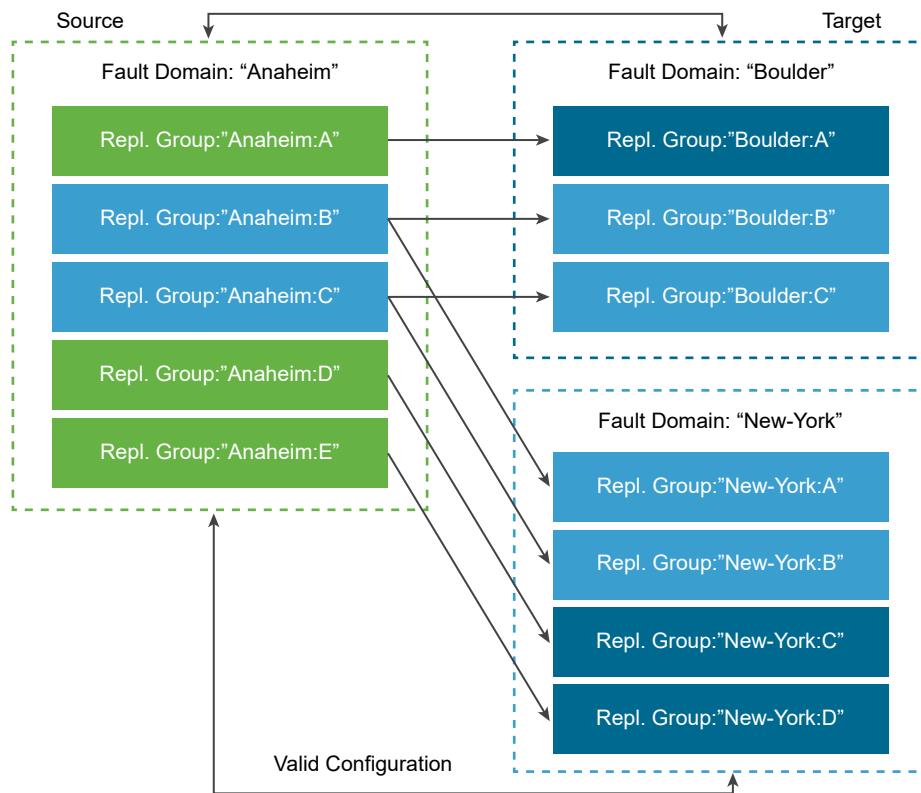 Source
Target
Fault Domain: “Anaheim”
Repl. Group:”Anaheim:A”
Repl. Group:”Anaheim:B”
Repl. Group:”Anaheim:C”
Repl. Group:”Anaheim:D”
Repl. Group:”Anaheim:E”
Fault Domain: “Boulder”
Repl. Group:”Boulder:A”
Repl. Group:”Boulder:B”
Repl. Group:”Boulder:C”
Fault Domain: “New-York”
Repl. Group:”New-York:A”
Repl. Group:”New-York:B”
Repl. Group:”New-York:C”
Repl. Group:”New-York:D”
Valid Configuration